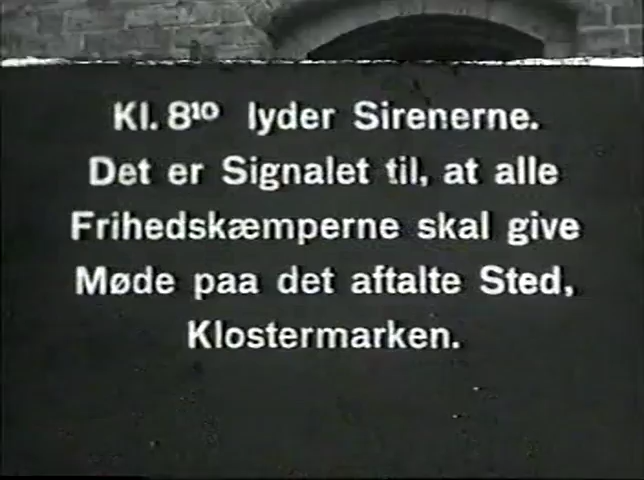 Kl. 8¹⁰ lyder Sirenerne.
Det er Signalet til, at alle
Frihedskæmperne skal give
Møde paa det aftalte Sted,
Klostermarken.